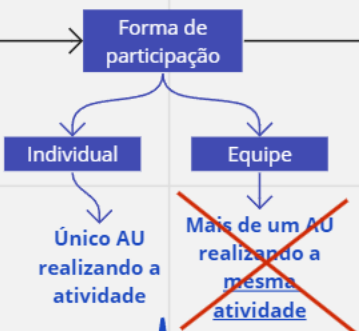 Forma de
participação
Individual
Equipe
Único AU
realizando a
atividade
Mais de um AU
realizando a
mesma
atividade